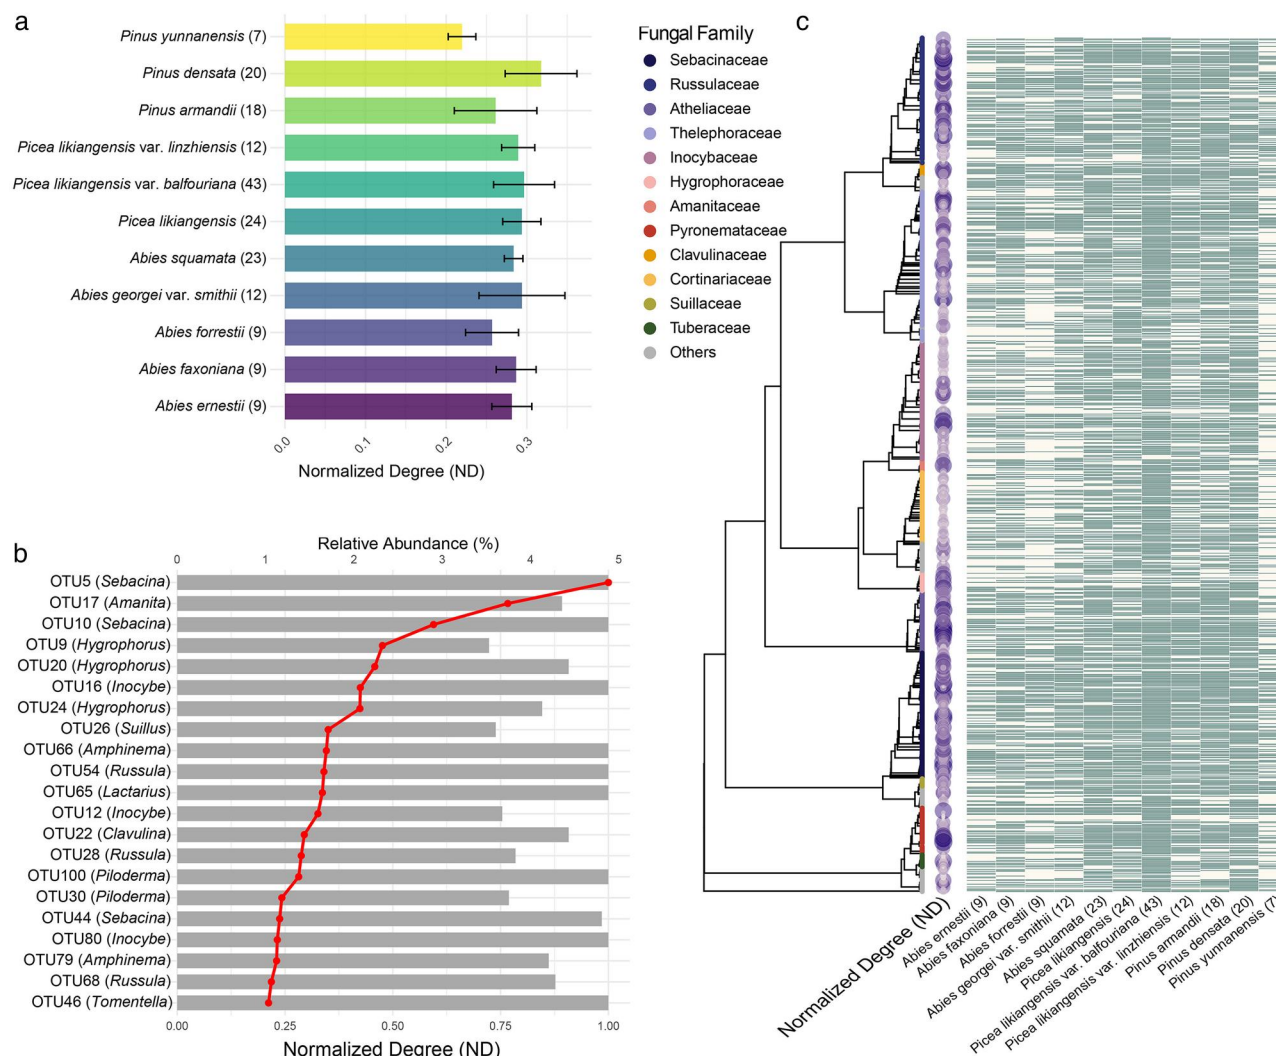 a
Pinus yunnanensis (7)
Pinus densata (20)
Pinus armandii (18)
Picea likiangensis var. linzhiensis (12)
Picea likiangensis var. balfouriana (43)
Picea likiangensis (24)
Abies squamata (23)
Abies georgei var. smithii (12)
Abies forrestii (9)
Abies faxoniana (9)
Abies ernestii (9)
0.0 0.1 0.2 0.3
Normalized Degree (ND)
b
Relative Abundance (%)
0 1 2 3 4 5
OTU5 (Sebacina)
OTU17 (Amanita)
OTU10 (Sebacina)
OTU9 (Hygrophorus)
OTU20 (Hygrophorus)
OTU16 (Inocybe)
OTU24 (Hygrophorus)
OTU26 (Suillus)
OTU66 (Amphinema)
OTU54 (Russula)
OTU65 (Lactarius)
OTU12 (Inocybe)
OTU22 (Clavulina)
OTU28 (Russula)
OTU100 (Piloderma)
OTU30 (Piloderma)
OTU44 (Sebacina)
OTU80 (Inocybe)
OTU79 (Amphinema)
OTU68 (Russula)
OTU46 (Tomentella)
0.00 0.25 0.50 0.75 1.00
Normalized Degree (ND)
Fungal Family
Sebacinaceae
Russulaceae
Atheliaceae
Thelephoraceae
Inocybaceae
Hygrophoraceae
Amanitaceae
Pyronemataceae
Clavulinaceae
Cortinariaceae
Suillaceae
Tuberaceae
Others
c
Normalized Degree (ND)
Abies ernestii (9)
Abies faxoniana (9)
Abies forrestii (9)
Abies georgei var. smithii (12)
Abies squamata (23)
Picea likiangensis (24)
Picea likiangensis var. balfouriana (43)
Picea likiangensis var. linzhiensis (12)
Pinus armandii (18)
Pinus densata (20)
Pinus yunnanensis (7)